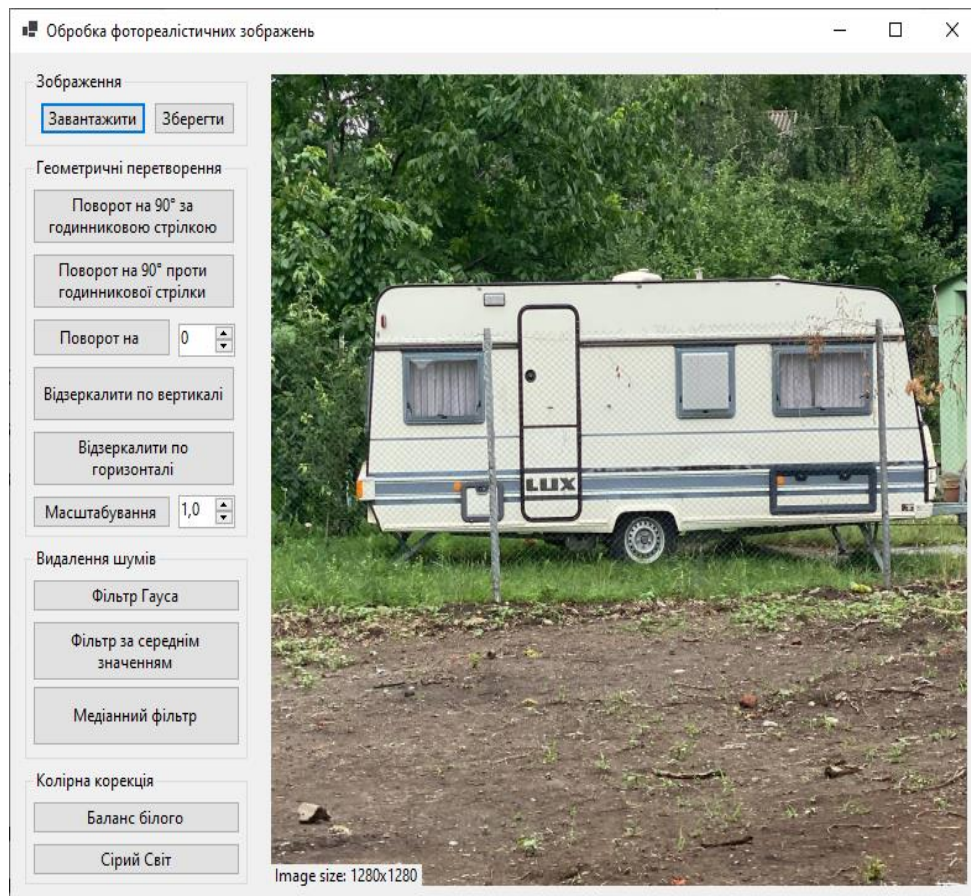 Обробка фотореалістичних зображень
Зображення
Завантажити
Зберегти
Геометричні перетворення
Поворот на 90° за
годинниковою стрілкою
Поворот на 90° проти
годинникової стрілки
Поворот на
0
Відзеркалити по вертикалі
Відзеркалити по
горизонталі
Масштабування
1,0
Видалення шумів
Фільтр Гауса
Фільтр за середнім
значенням
Медіанний фільтр
Колірна корекція
Баланс білого
Сірий Світ
LUX
Image size: 1280x1280